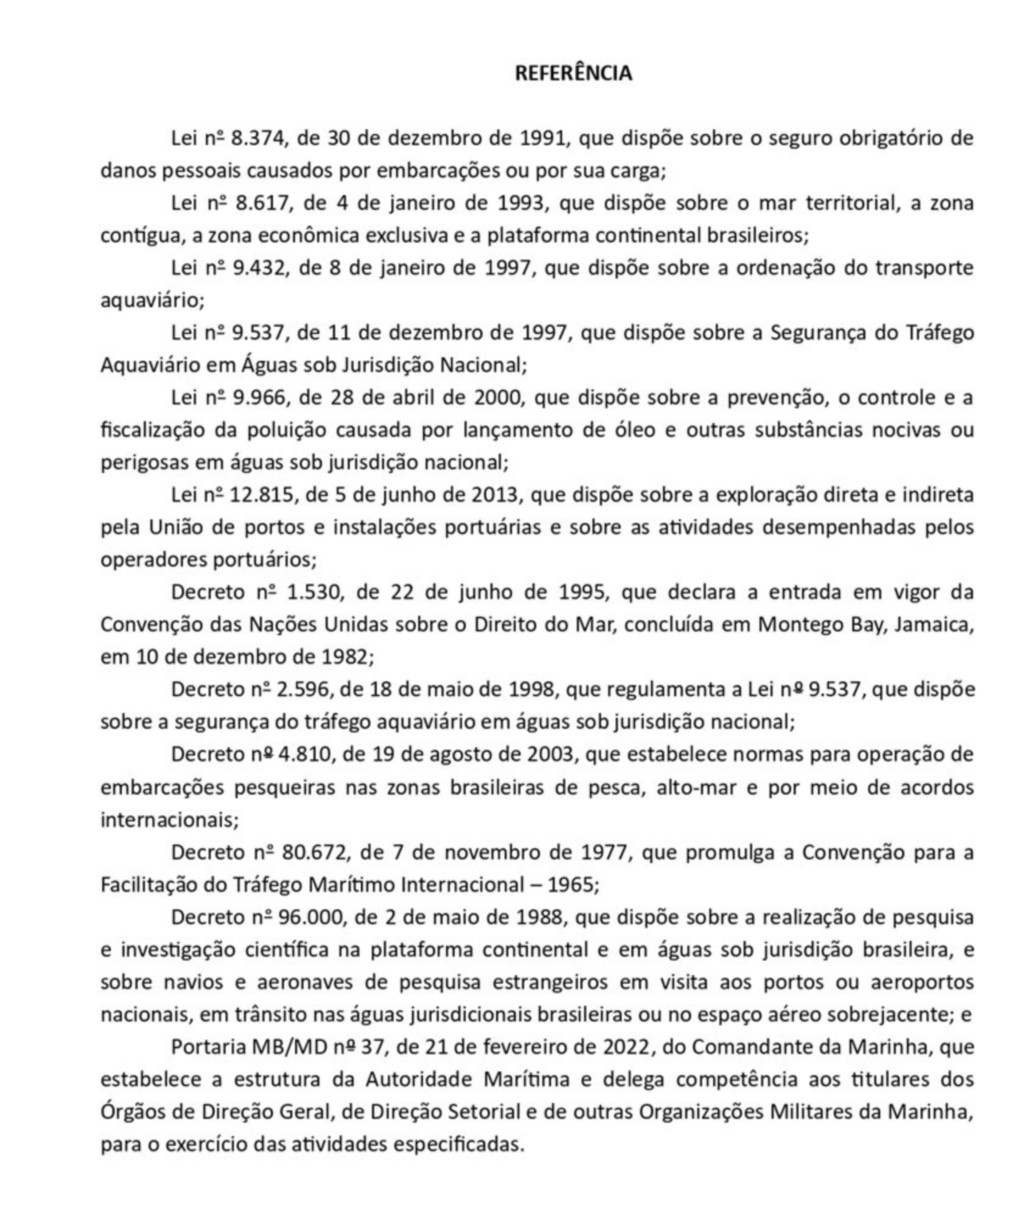 REFERÊNCIA
Lei nº 8.374, de 30 de dezembro de 1991, que dispõe sobre o seguro obrigatório de
danos pessoais causados por embarcações ou por sua carga;
Lei nº 8.617, de 4 de janeiro de 1993, que dispõe sobre o mar territorial, a zona
contígua, a zona econômica exclusiva e a plataforma continental brasileiros;
Lei nº 9.432, de 8 de janeiro de 1997, que dispõe sobre a ordenação do transporte
aquaviário;
Lei nº 9.537, de 11 de dezembro de 1997, que dispõe sobre a Segurança do Tráfego
Aquaviário em Águas sob Jurisdição Nacional;
Lei nº 9.966, de 28 de abril de 2000, que dispõe sobre a prevenção, o controle e a
fiscalização da poluição causada por lançamento de óleo e outras substâncias nocivas ou
perigosas em águas sob jurisdição nacional;
Lei nº 12.815, de 5 de junho de 2013, que dispõe sobre a exploração direta e indireta
pela União de portos e instalações portuárias e sobre as atividades desempenhadas pelos
operadores portuários;
Decreto nº 1.530, de 22 de junho de 1995, que declara a entrada em vigor da
Convenção das Nações Unidas sobre o Direito do Mar, concluída em Montego Bay, Jamaica,
em 10 de dezembro de 1982;
Decreto nº 2.596, de 18 de maio de 1998, que regulamenta a Lei nº 9.537, que dispõe
sobre a segurança do tráfego aquaviário em águas sob jurisdição nacional;
Decreto nº 4.810, de 19 de agosto de 2003, que estabelece normas para operação de
embarcações pesqueiras nas zonas brasileiras de pesca, alto-mar e por meio de acordos
internacionais;
Decreto nº 80.672, de 7 de novembro de 1977, que promulga a Convenção para a
Facilitação do Tráfego Marítimo Internacional – 1965;
Decreto nº 96.000, de 2 de maio de 1988, que dispõe sobre a realização de pesquisa
e investigação científica na plataforma continental e em águas sob jurisdição brasileira, e
sobre navios e aeronaves de pesquisa estrangeiros em visita aos portos ou aeroportos
nacionais, em trânsito nas águas jurisdicionais brasileiras ou no espaço aéreo sobrejacente; e
Portaria MB/MD nº 37, de 21 de fevereiro de 2022, do Comandante da Marinha, que
estabelece a estrutura da Autoridade Marítima e delega competência aos titulares dos
Órgãos de Direção Geral, de Direção Setorial e de outras Organizações Militares da Marinha,
para o exercício das atividades especificadas.